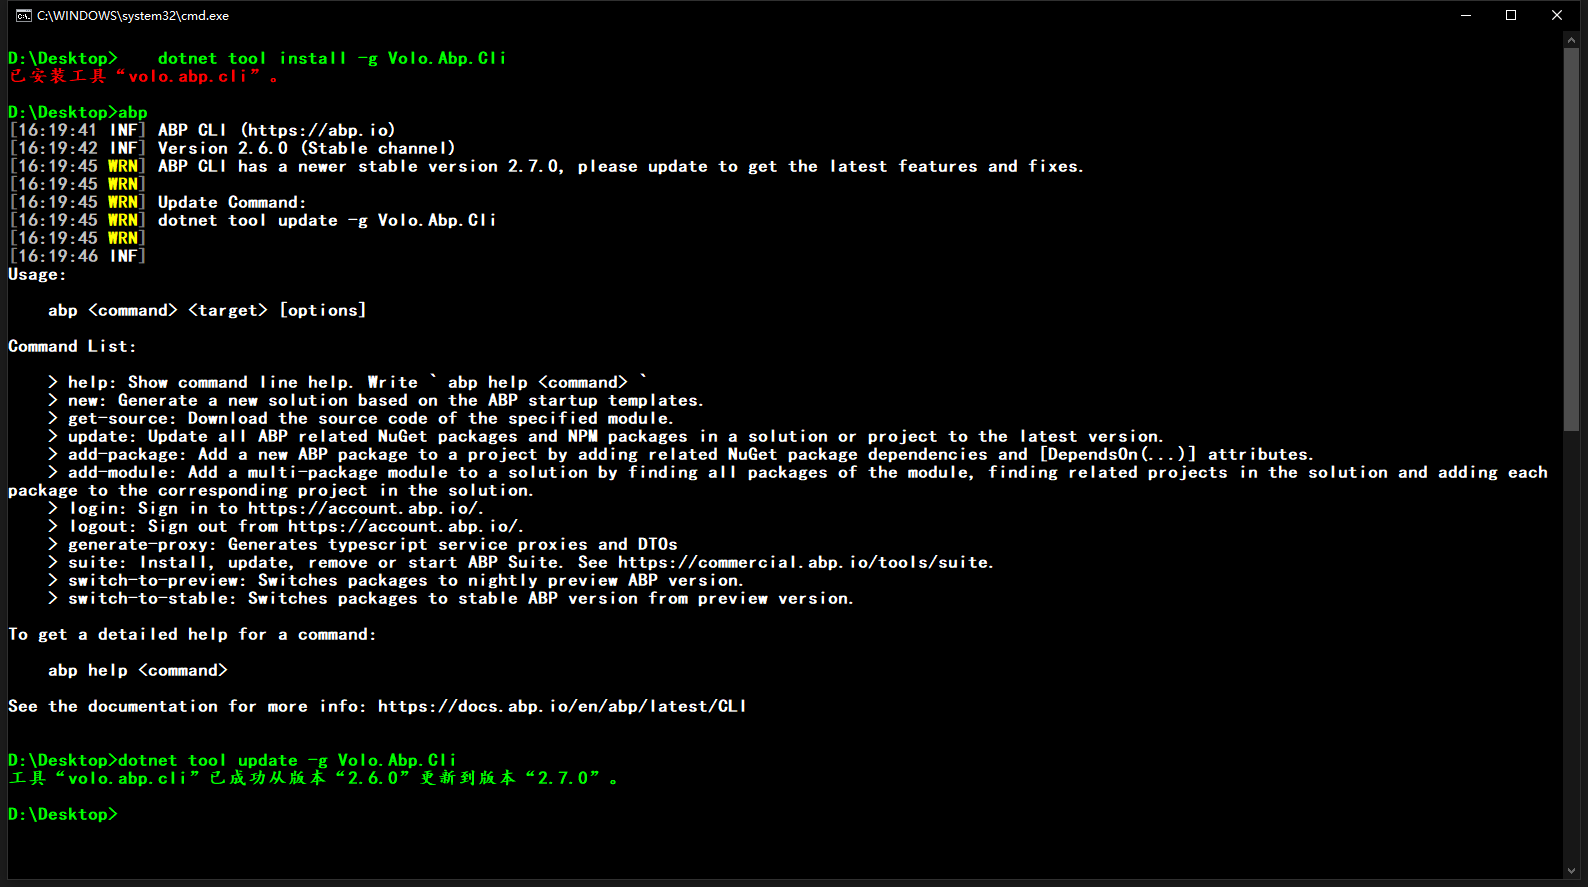 C:\WINDOWS\system32\cmd.exe
D:\Desktop>    dotnet tool install -g Volo.Abp.Cli
已安装工具“volo.abp.cli”。
D:\Desktop>abp
[16:19:41 INF] ABP CLI (https://abp.io)
[16:19:42 INF] Version 2.6.0 (Stable channel)
[16:19:45 WRN] ABP CLI has a newer stable version 2.7.0, please update to get the latest features and fixes.
[16:19:45 WRN]
[16:19:45 WRN] Update Command:
[16:19:45 WRN] dotnet tool update -g Volo.Abp.Cli
[16:19:45 WRN]
[16:19:46 INF]
Usage:
    abp <command> <target> [options]
Command List:
    > help: Show command line help. Write ` abp help <command> `
    > new: Generate a new solution based on the ABP startup templates.
    > get-source: Download the source code of the specified module.
    > update: Update all ABP related NuGet packages and NPM packages in a solution or project to the latest version.
    > add-package: Add a new ABP package to a project by adding related NuGet package dependencies and [DependsOn(...)] attributes.
    > add-module: Add a multi-package module to a solution by finding all packages of the module, finding related projects in the solution and adding each
package to the corresponding project in the solution.
    > login: Sign in to https://account.abp.io/.
    > logout: Sign out from https://account.abp.io/.
    > generate-proxy: Generates typescript service proxies and DTOs
    > suite: Install, update, remove or start ABP Suite. See https://commercial.abp.io/tools/suite.
    > switch-to-preview: Switches packages to nightly preview ABP version.
    > switch-to-stable: Switches packages to stable ABP version from preview version.
To get a detailed help for a command:
    abp help <command>
See the documentation for more info: https://docs.abp.io/en/abp/latest/CLI
D:\Desktop>dotnet tool update -g Volo.Abp.Cli
工具“volo.abp.cli”已成功从版本“2.6.0”更新到版本“2.7.0”。
D:\Desktop>